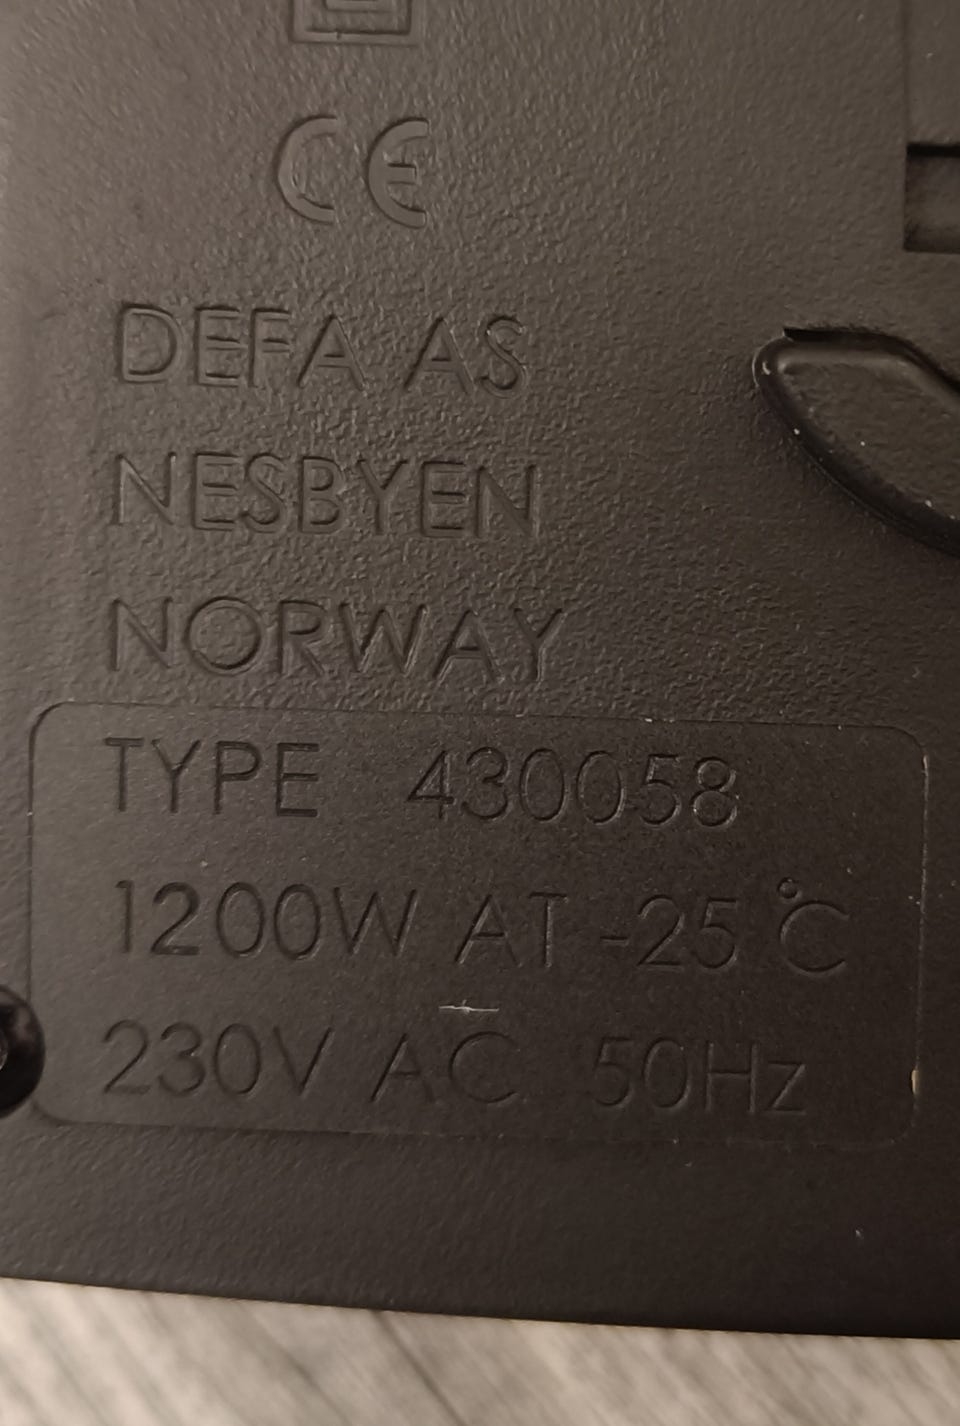 CE
DEFA AS
NESBYEN
NORWAY
TYPE 430058
1200W AT -25 °C
230V AC 50Hz